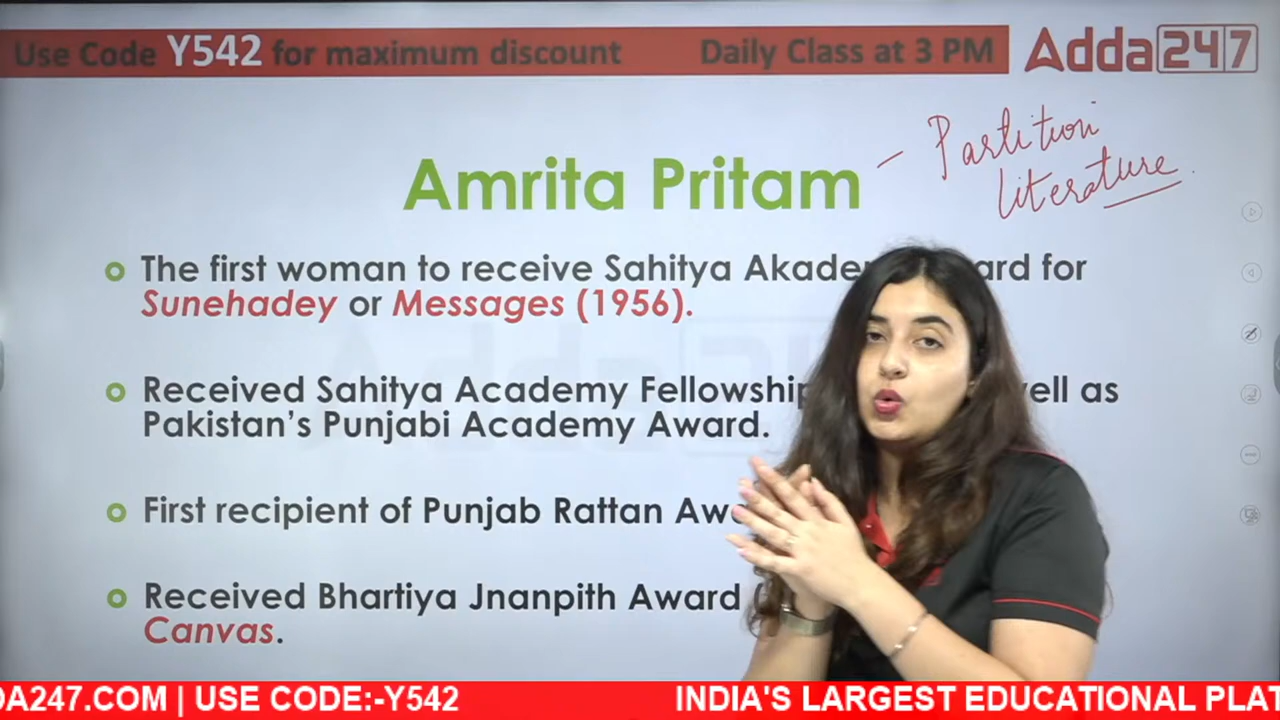 Use Code Y542 for maximum discount Daily Class at 3 PM Adda247
Amrita Pritam - Partition
literature
The first woman to receive Sahitya Akade ard for
Sunehadey or Messages (1956).
Received Sahitya Academy Fellowship ell as
Pakistan's Punjabi Academy Award.
First recipient of Punjab Rattan Aw
Received Bhartiya Jnanpith Award
Canvas.
DA247.COM | USE CODE:-Y542 INDIA'S LARGEST EDUCATIONAL PLAT